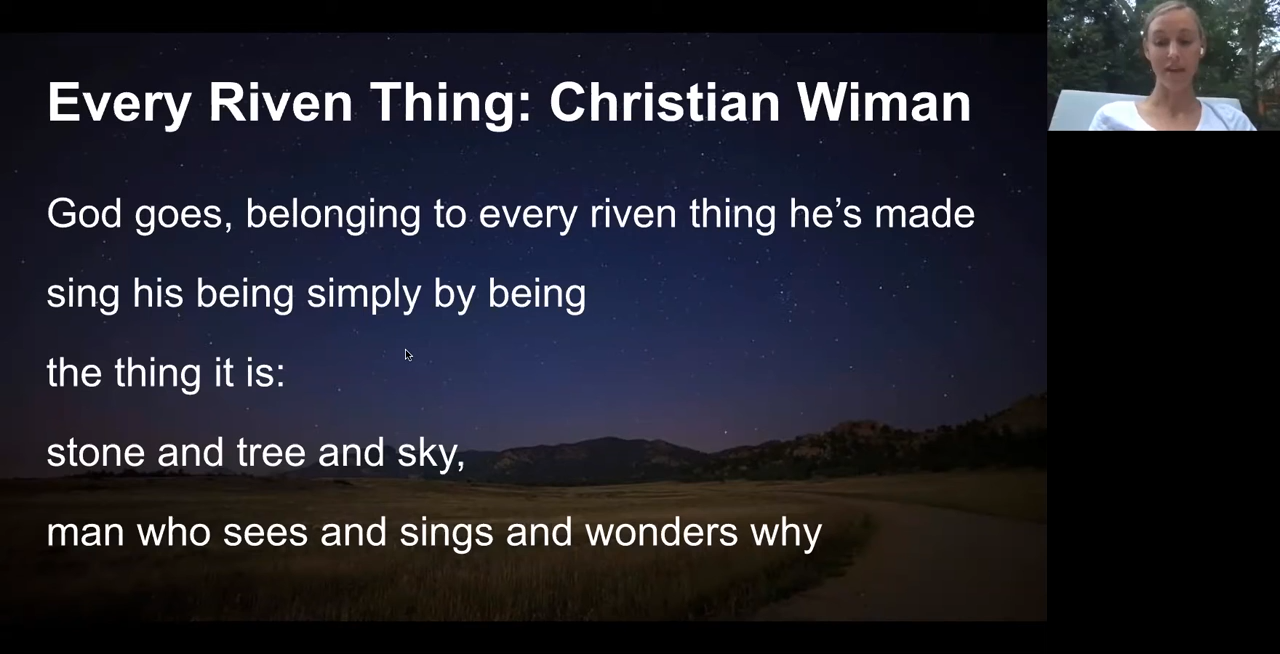 Every Riven Thing: Christian Wiman
God goes, belonging to every riven thing he’s made
sing his being simply by being
the thing it is:
stone and tree and sky,
man who sees and sings and wonders why